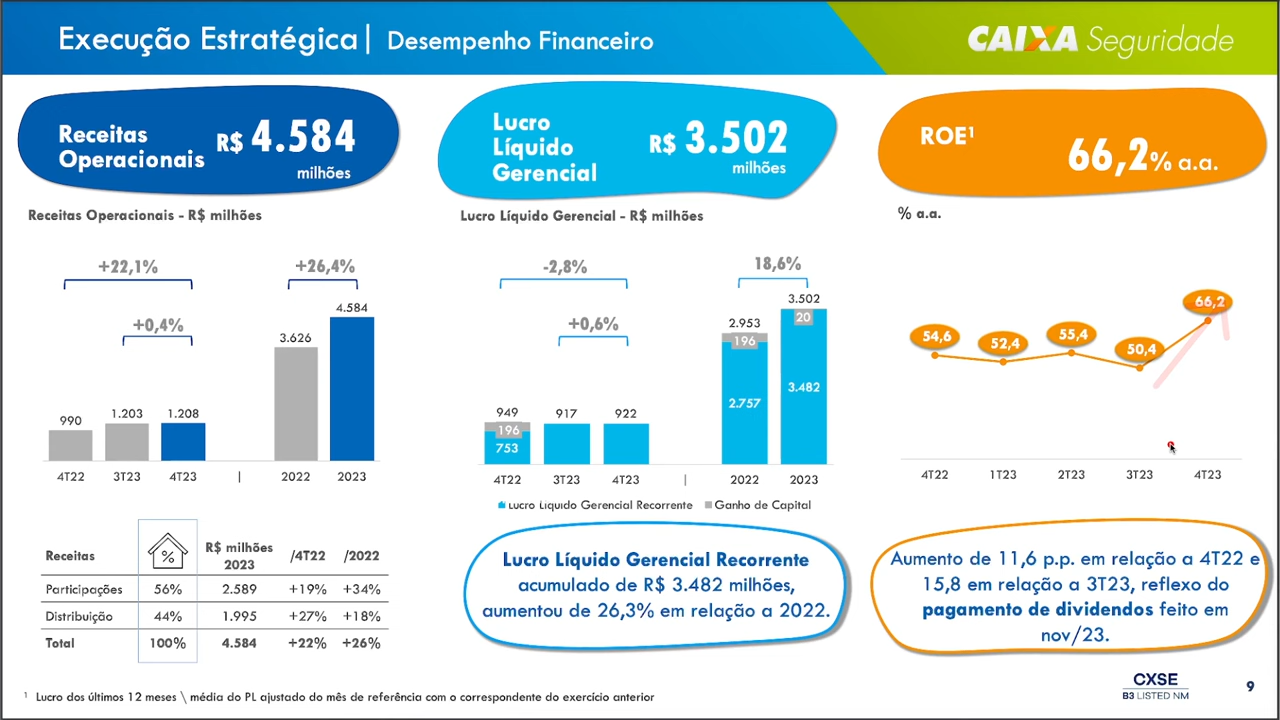 Execução Estratégica| Desempenho Financeiro
CAIXA Seguridade
Receitas
Operacionais
R$ 4.584
milhões
Lucro
Líquido
Gerencial
R$ 3.502
milhões
ROE¹
66,2% a.a.
Receitas Operacionais - R$ milhões
+22,1%
+26,4%
+0,4%
990
1.203
1.208
3.626
4.584
4T22
3T23
4T23
|
2022
2023
Lucro Líquido Gerencial - R$ milhões
-2,8%
18,6%
+0,6%
949
196
753
917
922
2.953
196
2.757
3.502
20
3.482
4T22
3T23
4T23
|
2022
2023
Lucro Líquido Gerencial Recorrente
Ganho de Capital
% a.a.
54,6
52,4
55,4
50,4
66,2
4T22
1T23
2T23
3T23
4T23
Receitas % R$ milhões 2023 /4T22 /2022
Participações 56% 2.589 +19% +34%
Distribuição 44% 1.995 +27% +18%
Total 100% 4.584 +22% +26%
Lucro Líquido Gerencial Recorrente
acumulado de R$ 3.482 milhões,
aumentou de 26,3% em relação a 2022.
Aumento de 11,6 p.p. em relação a 4T22 e
15,8 em relação a 3T23, reflexo do
pagamento de dividendos feito em
nov/23.
¹ Lucro dos últimos 12 meses \ média do PL ajustado do mês de referência com o correspondente do exercício anterior
CXSE
B3 LISTED NM
9